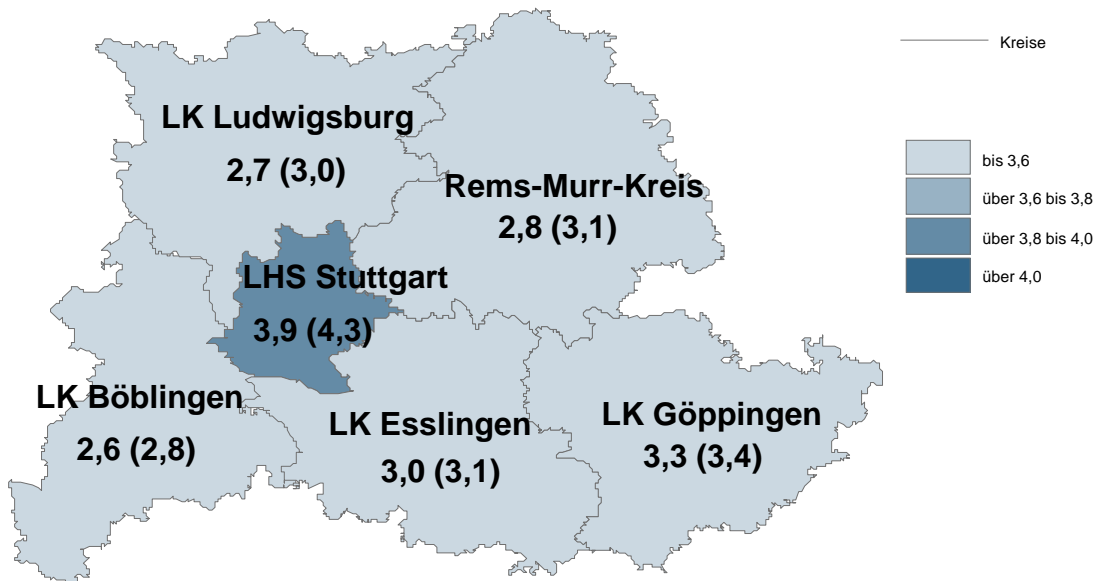 LK Ludwigsburg
2,7 (3,0)
Rems-Murr-Kreis
2,8 (3,1)
LHS Stuttgart
3,9 (4,3)
LK Böblingen
2,6 (2,8)
LK Esslingen
3,0 (3,1)
LK Göppingen
3,3 (3,4)
Kreise
bis 3,6
über 3,6 bis 3,8
über 3,8 bis 4,0
über 4,0